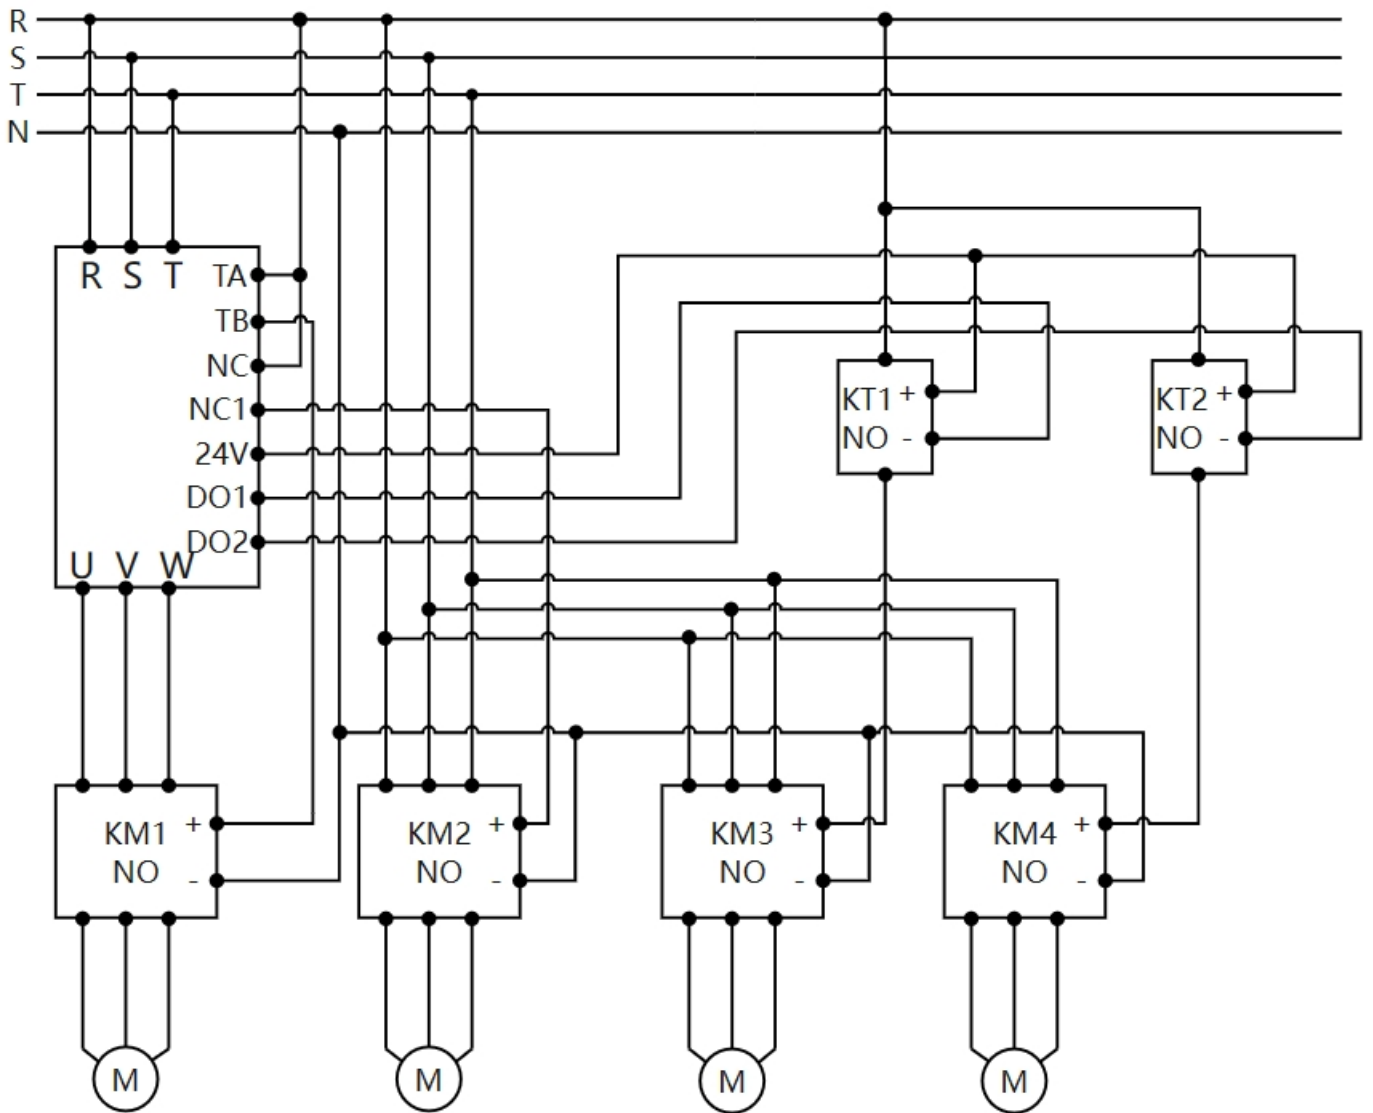 R
S
T
N
R S T TA
TB
NC
NC1
24V
DO1
DO2
U V W
KT1 +
NO -
KT2 +
NO -
KM1 +
NO -
KM2 +
NO -
KM3 +
NO -
KM4 +
NO -
M
M
M
M